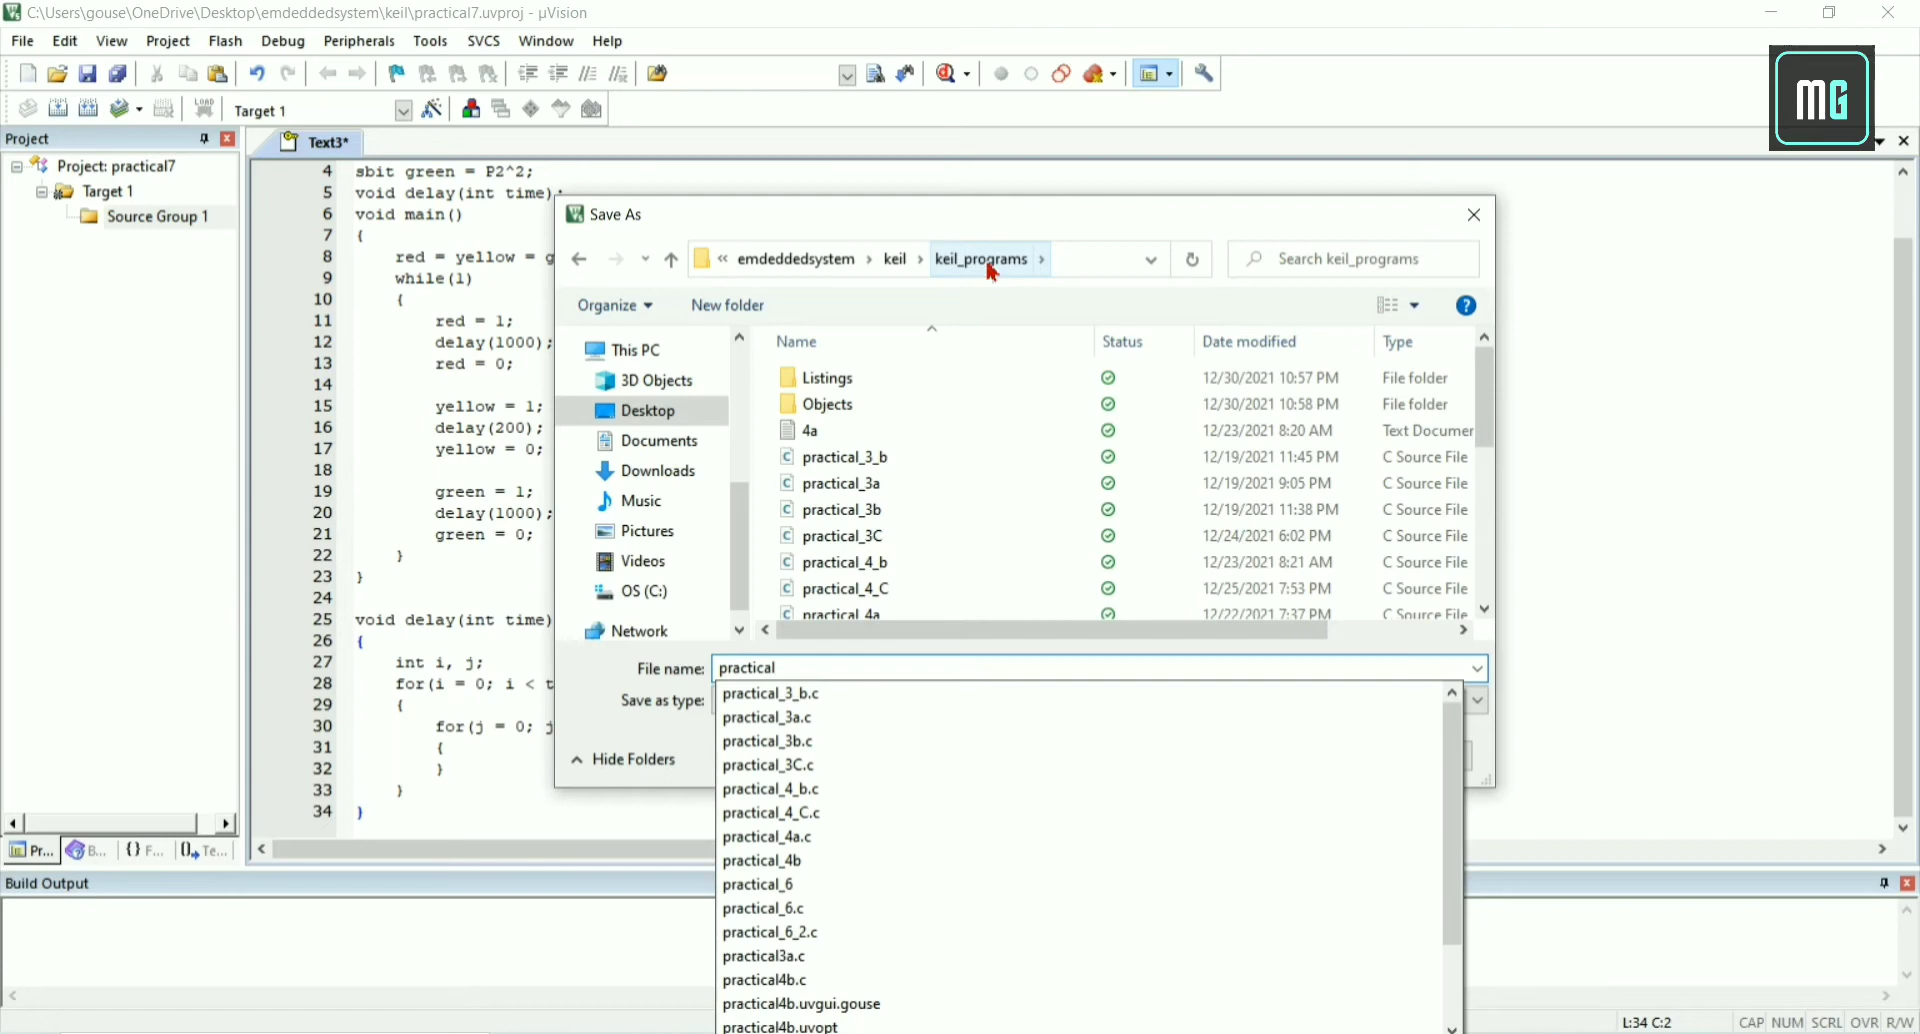 C:\Users\gouse\OneDrive\Desktop\emdeddedsystem\keil\practical7.uvproj - µVision
File Edit View Project Flash Debug Peripherals Tools SVCS Window Help
MG
LOAD Target 1
Project
Text3*
Project: practical7
Target 1
Source Group 1
4 sbit green = P2^2;
5 void delay(int time);
6 void main()
7 {
8 red = yellow = g
9 while(1)
10 {
11 red = 1;
12 delay(1000);
13 red = 0;
14
15 yellow = 1;
16 delay(200);
17 yellow = 0;
18
19 green = 1;
20 delay(1000);
21 green = 0;
22 }
23 }
24
25 void delay(int time)
26 {
27 int i, j;
28 for(i = 0; i < t
29 {
30 for(j = 0; j
31 {
32 }
33 }
34 }
Save As
« emdeddedsystem › keil › keil_programs ›
Search keil_programs
Organize New folder
This PC
3D Objects
Desktop
Documents
Downloads
Music
Pictures
Videos
OS (C:)
Network
Name Status Date modified Type
Listings 12/30/2021 10:57 PM File folder
Objects 12/30/2021 10:58 PM File folder
4a 12/23/2021 8:20 AM Text Documer
practical_3_b 12/19/2021 11:45 PM C Source File
practical_3a 12/19/2021 9:05 PM C Source File
practical_3b 12/19/2021 11:38 PM C Source File
practical_3C 12/24/2021 6:02 PM C Source File
practical_4_b 12/23/2021 8:21 AM C Source File
practical_4_C 12/25/2021 7:53 PM C Source File
practical_4a 12/22/2021 7:37 PM C Source File
File name: practical
Save as type:
practical_3_b.c
practical_3a.c
practical_3b.c
practical_3C.c
practical_4_b.c
practical_4_C.c
practical_4a.c
practical_4b
practical_6
practical_6.c
practical_6_2.c
practical3a.c
practical4b.c
practical4b.uvgui.gouse
practical4b.uvopt
Hide Folders
Pr... B... {} F... Te...
Build Output
L:34 C:2 CAP NUM SCRL OVR R/W